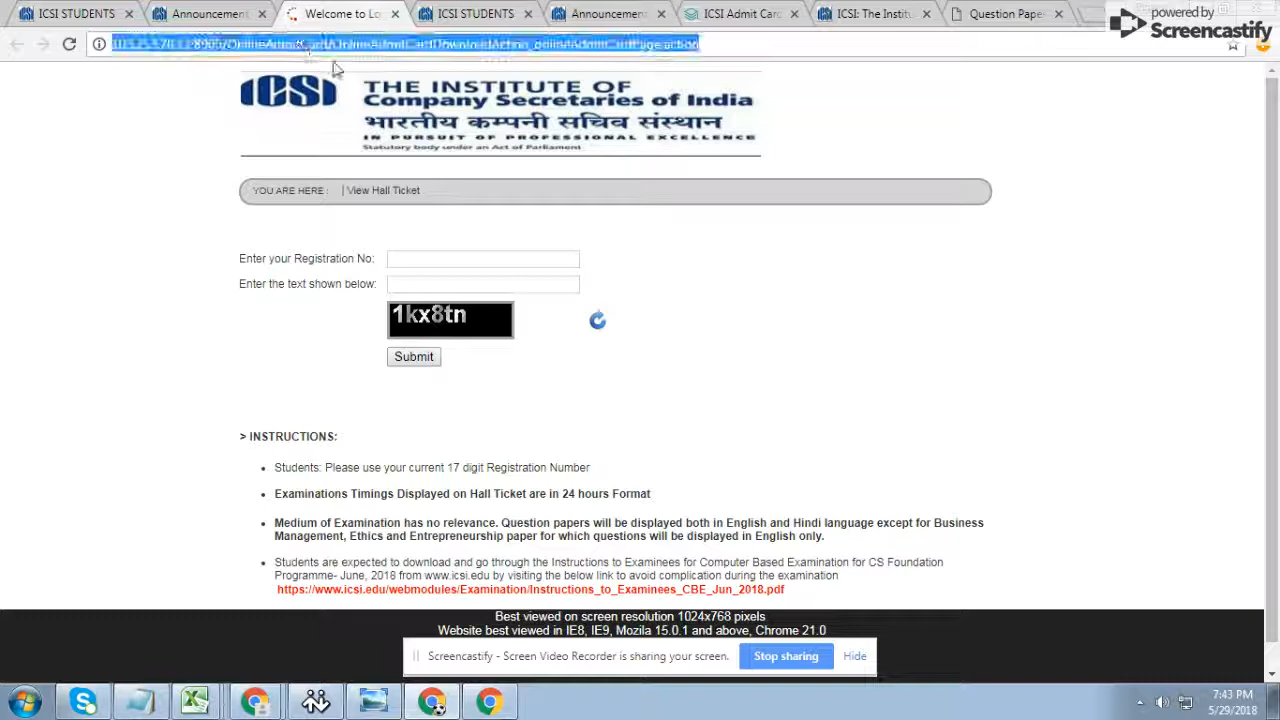 ICSI STUDENTS
Announcement
Welcome to Lo
ICSI STUDENTS
Announcement
ICSI Admit Card
ICSI The Instit
Question Paper
powered by
Screencastify
ICSI
THE INSTITUTE OF
Company Secretaries of India
भारतीय कम्पनी सचिव संस्थान
IN PURSUIT OF PROFESSIONAL EXCELLENCE
Statutory body under an Act of Parliament
YOU ARE HERE : | View Hall Ticket
Enter your Registration No:
Enter the text shown below:
1kx8tn
Submit
> INSTRUCTIONS:
• Students: Please use your current 17 digit Registration Number
• Examinations Timings Displayed on Hall Ticket are in 24 hours Format
• Medium of Examination has no relevance. Question papers will be displayed both in English and Hindi language except for Business
Management, Ethics and Entrepreneurship paper for which questions will be displayed in English only.
• Students are expected to download and go through the Instructions to Examinees for Computer Based Examination for CS Foundation
Programme- June, 2018 from www.icsi.edu by visiting the below link to avoid complication during the examination
https://www.icsi.edu/webmodules/Examination/Instructions_to_Examinees_CBE_Jun_2018.pdf
Best viewed on screen resolution 1024x768 pixels
Website best viewed in IE8, IE9, Mozila 15.0.1 and above, Chrome 21.0
Screencastify - Screen Video Recorder is sharing your screen.
Stop sharing
Hide
7:43 PM
5/29/2018